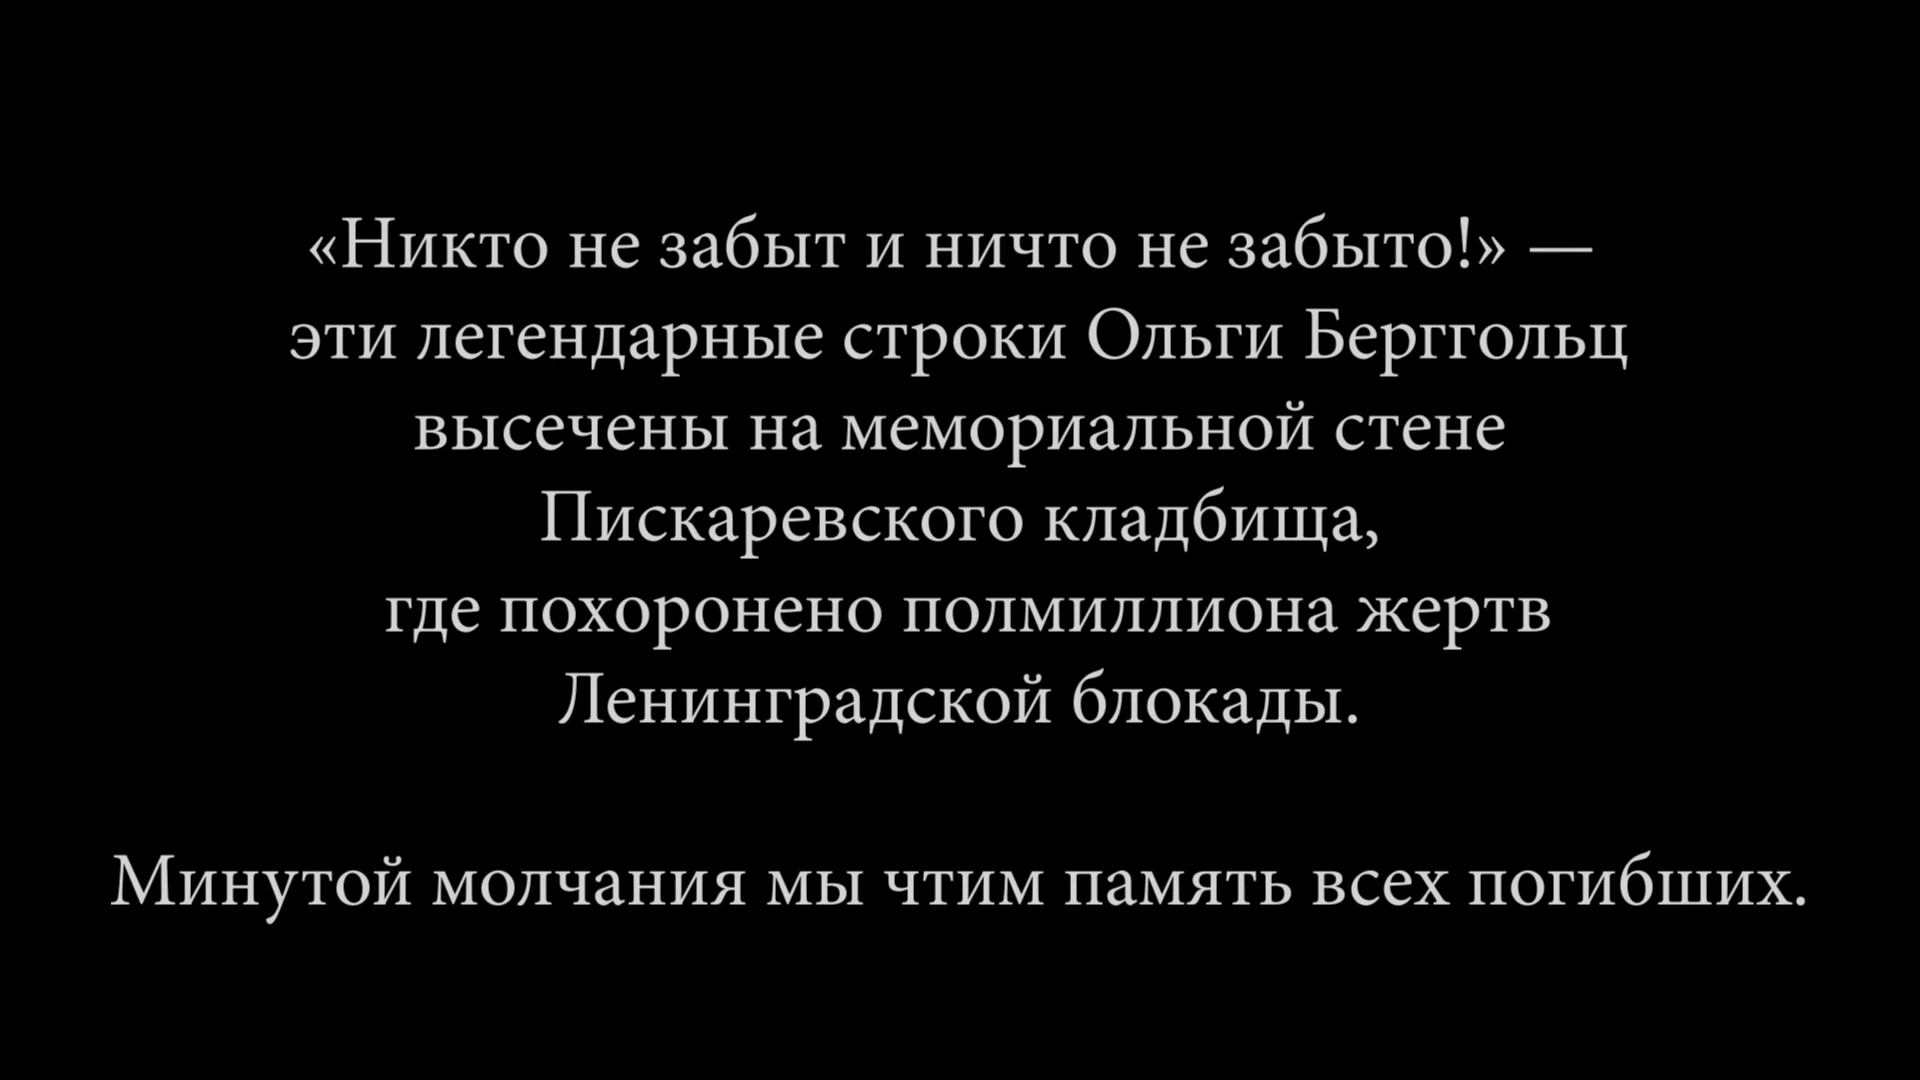 «Никто не забыт и ничто не забыто!» —
эти легендарные строки Ольги Берггольц
высечены на мемориальной стене
Пискаревского кладбища,
где похоронено полмиллиона жертв
Ленинградской блокады.
Минутой молчания мы чтим память всех погибших.